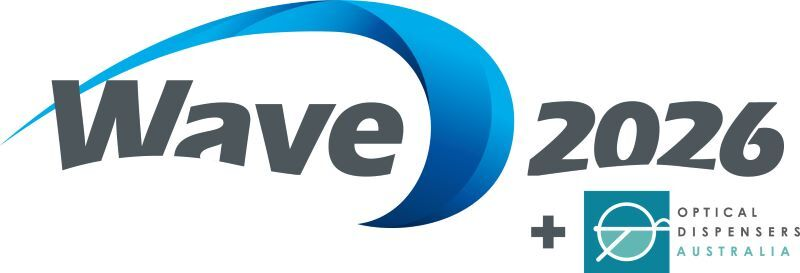 Wave 2026
+ OPTICAL
DISPENSERS
AUSTRALIA